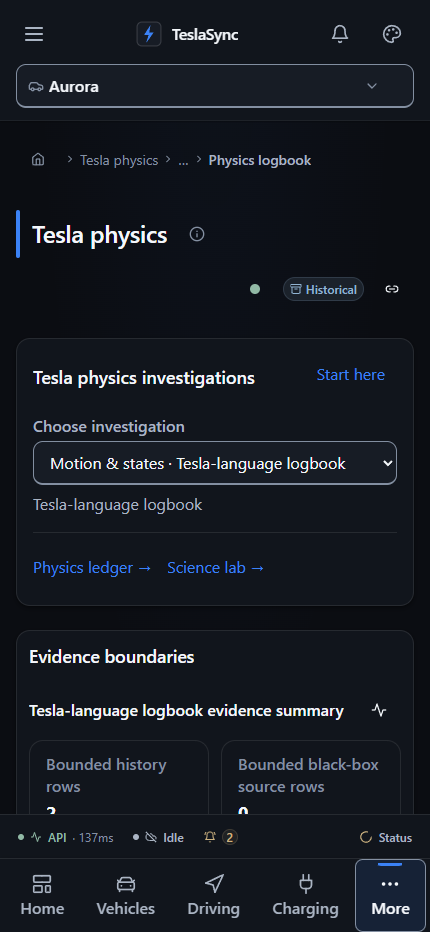 TeslaSync
Aurora
Tesla physics
...
Physics logbook
Tesla physics
Historical
Tesla physics investigations
Start here
Choose investigation
Motion & states · Tesla-language logbook
Tesla-language logbook
Physics ledger →
Science lab →
Evidence boundaries
Tesla-language logbook evidence summary
Bounded history
rows
2
Bounded black-box
source rows
0
API · 137ms
Idle
2
Status
Home
Vehicles
Driving
Charging
More